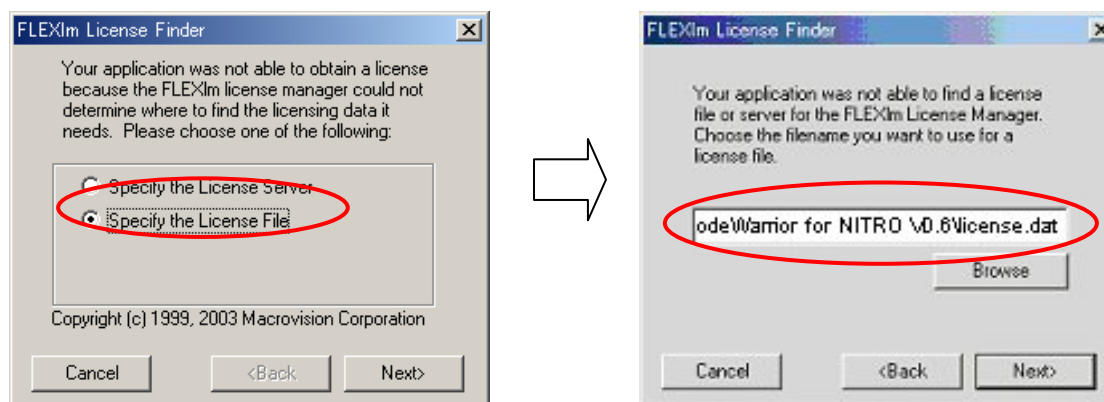 FLEXlm License Finder
Your application was not able to obtain a license
because the FLEXlm license manager could not
determine where to find the licensing data it
needs.  Please choose one of the following:
Specify the License Server
Specify the License File
Copyright (c) 1999, 2003 Macrovision Corporation
Cancel
<Back
Next>
FLEXlm License Finder
Your application was not able to find a license
file or server for the FLEXlm License Manager.
Choose the filename you want to use for a
license file.
odeWarrior for NITRO V0.6\license.dat
Browse
Cancel
<Back
Next>